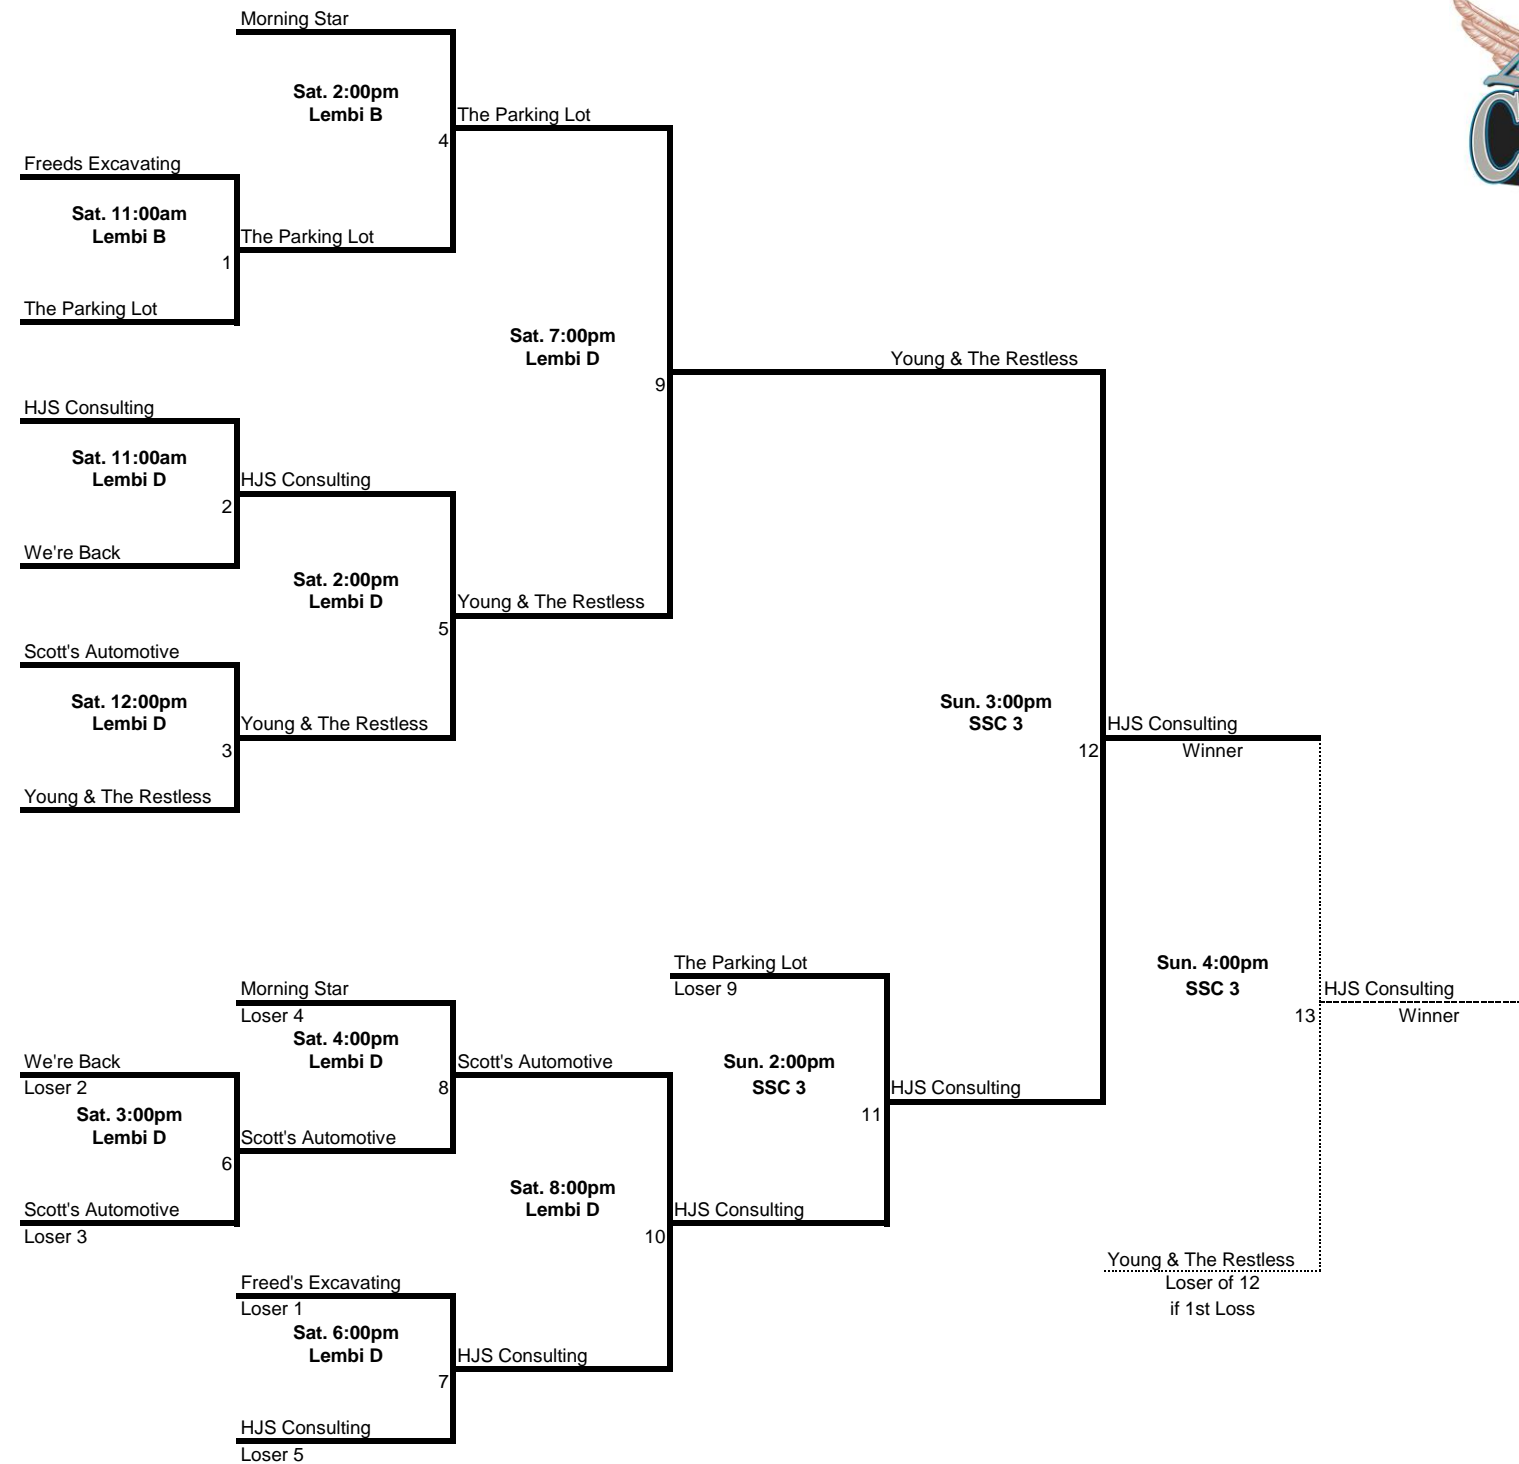 Morning Star
Sat. 2:00pm
Lembi B
4
The Parking Lot
Freeds Excavating
Sat. 11:00am
Lembi B
1
The Parking Lot
The Parking Lot
Sat. 7:00pm
Lembi D
9
Young & The Restless
HJS Consulting
Sat. 11:00am
Lembi D
2
HJS Consulting
We're Back
Sat. 2:00pm
Lembi D
5
Young & The Restless
Scott's Automotive
Sat. 12:00pm
Lembi D
3
Young & The Restless
Young & The Restless
Sun. 3:00pm
SSC 3
12
HJS Consulting
Winner
The Parking Lot
Loser 9
Sun. 4:00pm
SSC 3
13
HJS Consulting
Winner
Morning Star
Loser 4
Sat. 4:00pm
Lembi D
8
Scott's Automotive
Sun. 2:00pm
SSC 3
11
HJS Consulting
We're Back
Loser 2
Sat. 3:00pm
Lembi D
6
Scott's Automotive
Scott's Automotive
Loser 3
Sat. 8:00pm
Lembi D
10
HJS Consulting
Young & The Restless
Loser of 12
if 1st Loss
Freed's Excavating
Loser 1
Sat. 6:00pm
Lembi D
7
HJS Consulting
HJS Consulting
Loser 5